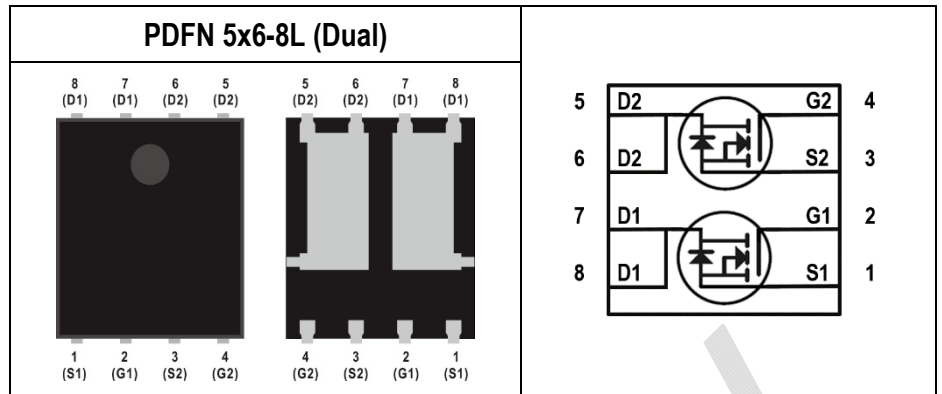 PDFN 5x6-8L (Dual)
8 7 6 5
(D1) (D1) (D2) (D2)
1 2 3 4
(S1) (G1) (S2) (G2)
5 6 7 8
(D2) (D2) (D1) (D1)
4 3 2 1
(G2) (S2) (G1) (S1)
5 D2 G2 4
6 D2 S2 3
7 D1 G1 2
8 D1 S1 1